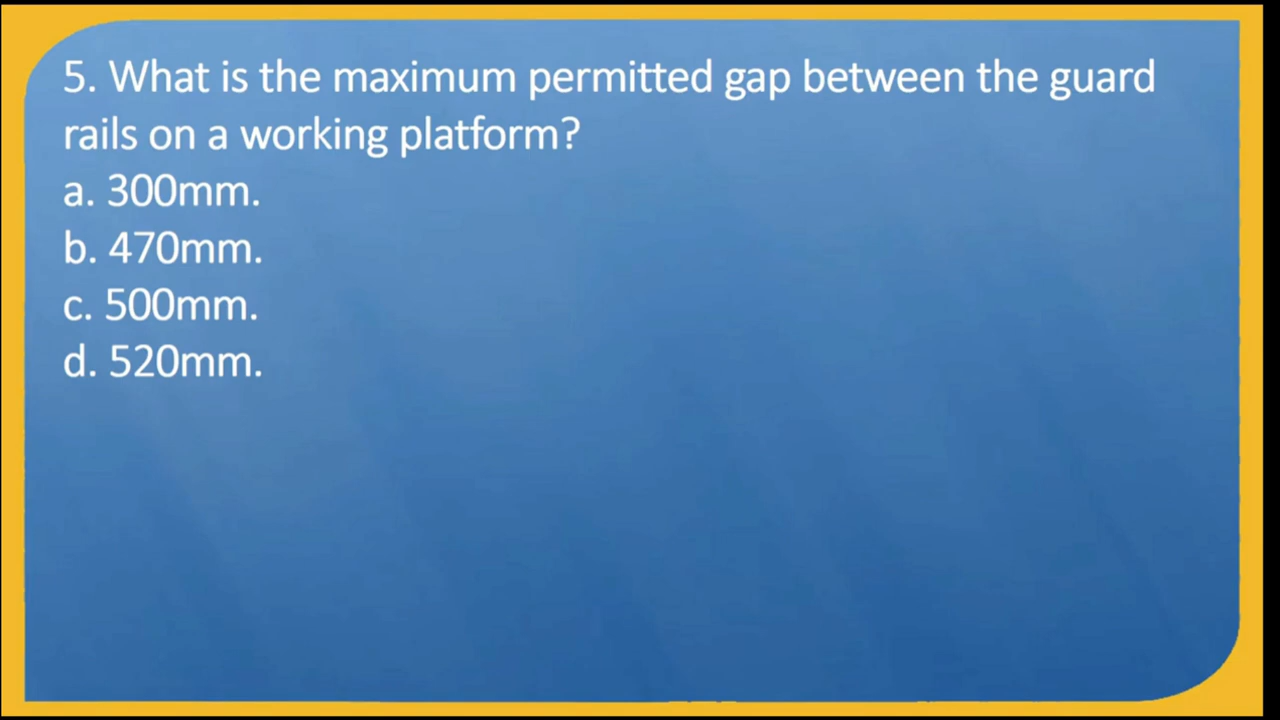 5. What is the maximum permitted gap between the guard
rails on a working platform?
a. 300mm.
b. 470mm.
c. 500mm.
d. 520mm.